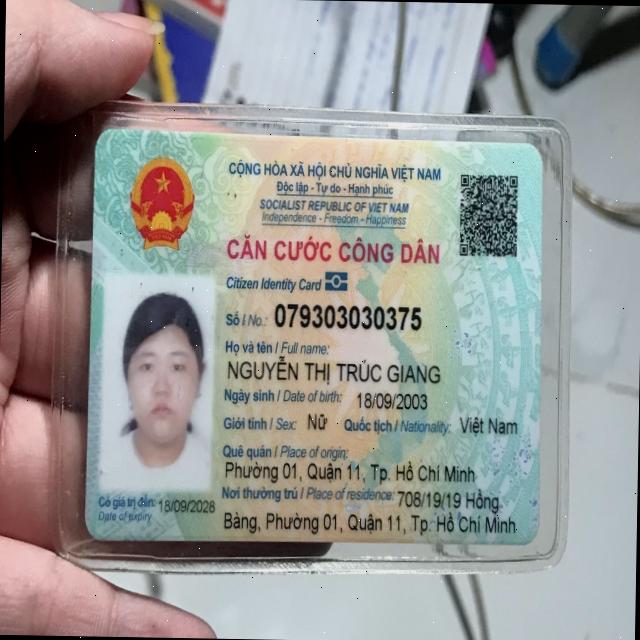 CỘNG HÒA XÃ HỘI CHỦ NGHĨA VIỆT NAM
Độc lập - Tự do - Hạnh phúc
SOCIALIST REPUBLIC OF VIET NAM
Independence - Freedom - Happiness
CĂN CƯỚC CÔNG DÂN
Citizen Identity Card
Số / No.: 079303030375
Họ và tên / Full name:
NGUYỄN THỊ TRÚC GIANG
Ngày sinh / Date of birth: 18/09/2003
Giới tính / Sex: Nữ Quốc tịch / Nationality: Việt Nam
Quê quán / Place of origin:
Phường 01, Quận 11, Tp. Hồ Chí Minh
Nơi thường trú / Place of residence: 708/19/19 Hồng
Bàng, Phường 01, Quận 11, Tp. Hồ Chí Minh
Có giá trị đến: 18/09/2028
Date of expiry